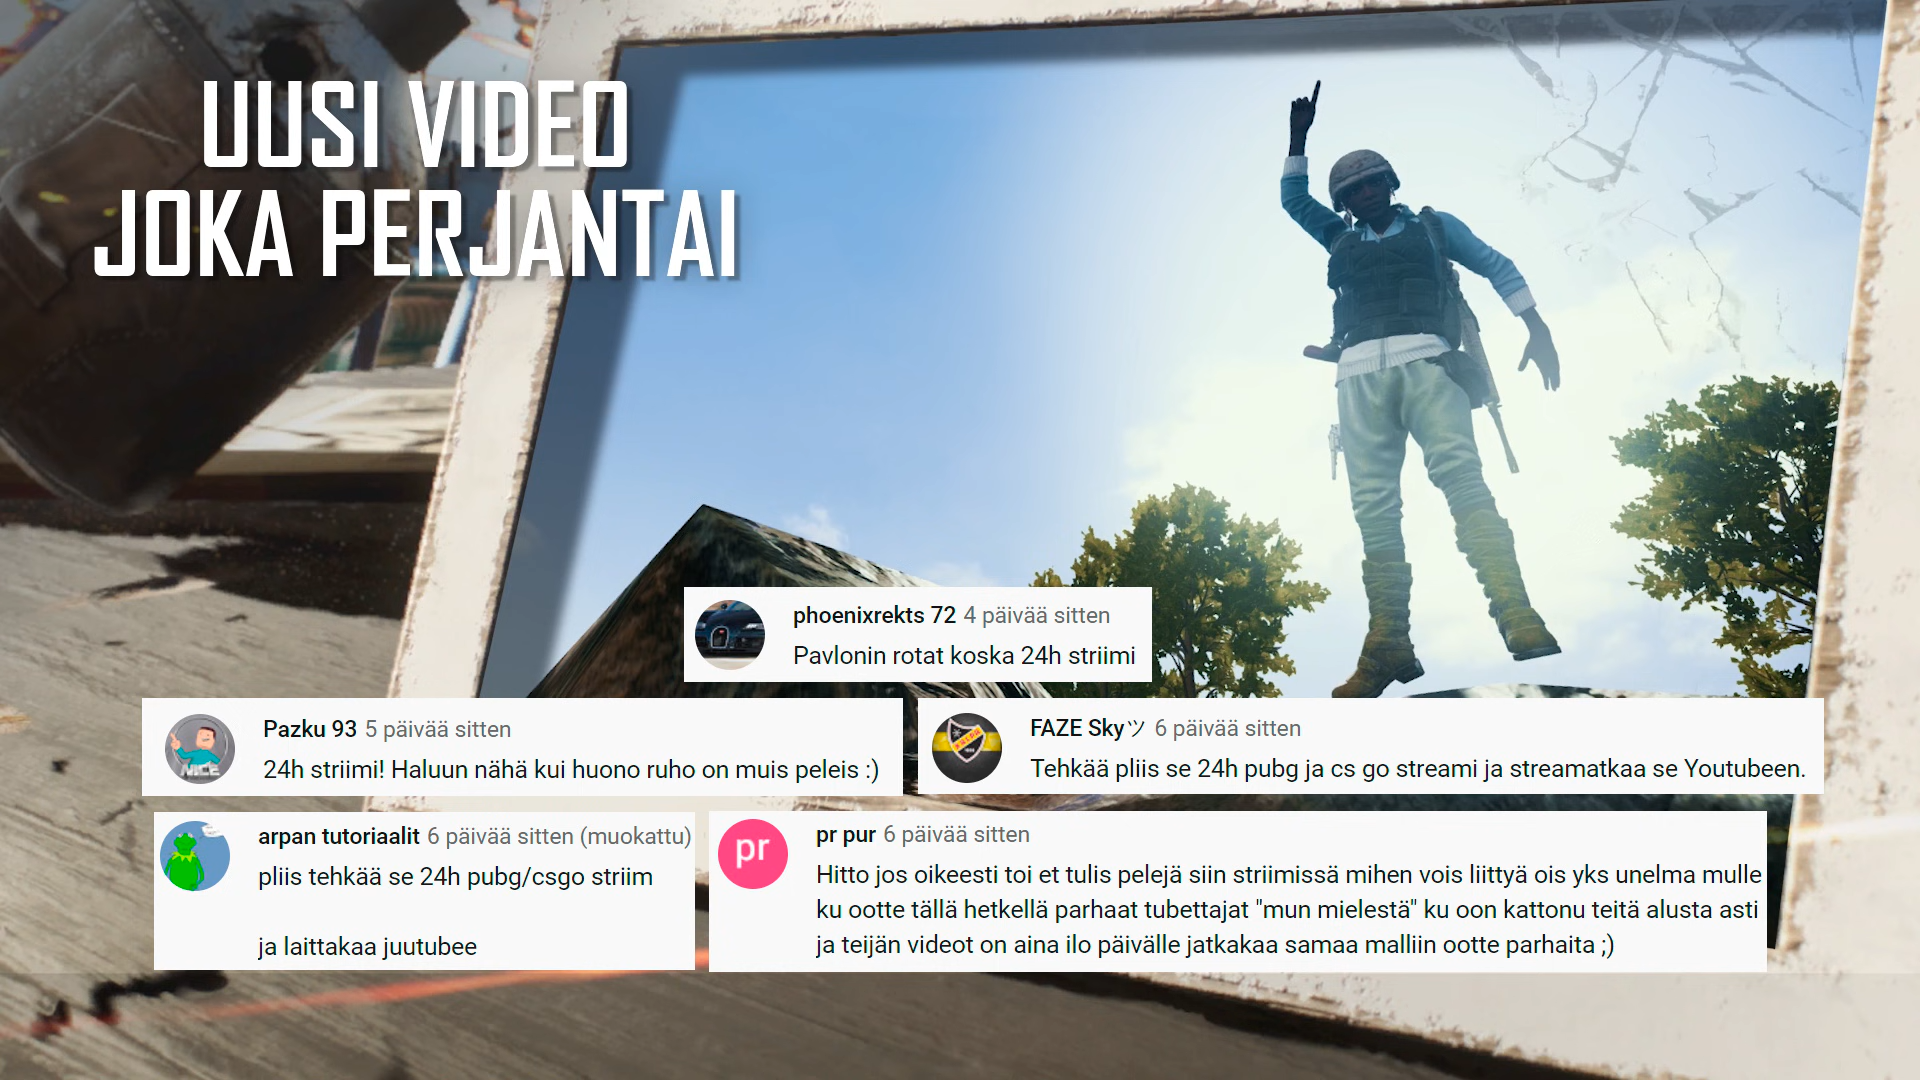 UUSI VIDEO
JOKA PERJANTAI
phoenixrekts 72 4 päivää sitten
Pavlonin rotat koska 24h striimi
Pazku 93 5 päivää sitten
24h striimi! Haluun nähä kui huono ruho on muis peleis :)
NICE
FAZE Skyツ 6 päivää sitten
Tehkää pliis se 24h pubg ja cs go streami ja streamatkaa se Youtubeen.
arpan tutoriaalit 6 päivää sitten (muokattu)
pliis tehkää se 24h pubg/csgo striim
ja laittakaa juutubee
pr
pr pur 6 päivää sitten
Hitto jos oikeesti toi et tulis pelejä siin striimissä mihen vois liittyä ois yks unelma mulle
ku ootte tällä hetkellä parhaat tubettajat "mun mielestä" ku oon kattonu teitä alusta asti
ja teijän videot on aina ilo päivälle jatkakaa samaa malliin ootte parhaita ;)